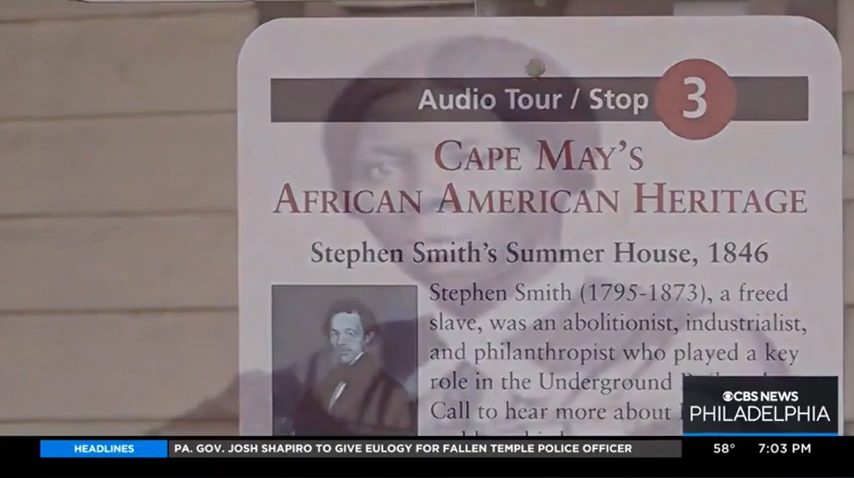 Audio Tour / Stop 3
CAPE MAY'S
AFRICAN AMERICAN HERITAGE
Stephen Smith's Summer House, 1846
Stephen Smith (1795-1873), a freed
slave, was an abolitionist, industrialist,
and philanthropist who played a key
role in the Underground
Call to hear more about
CBS NEWS
PHILADELPHIA
HEADLINES PA. GOV. JOSH SHAPIRO TO GIVE EULOGY FOR FALLEN TEMPLE POLICE OFFICER 58° 7:03 PM